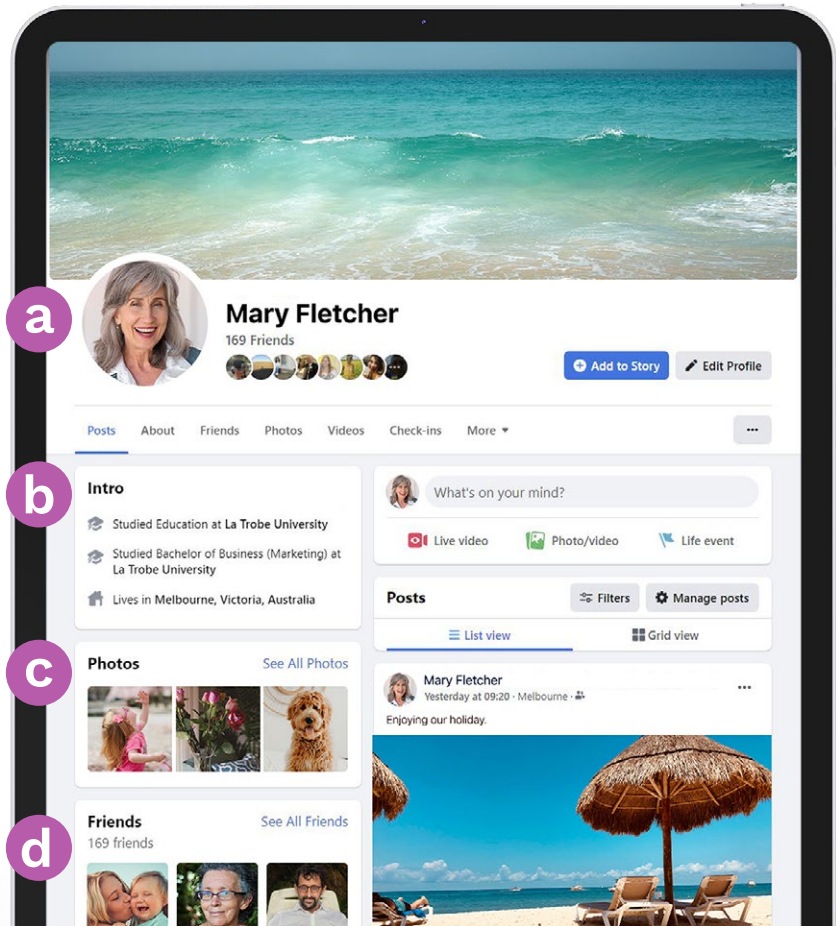 a
Mary Fletcher
169 Friends
Add to Story
Edit Profile
Posts
About
Friends
Photos
Videos
Check-ins
More
b
Intro
Studied Education at La Trobe University
Studied Bachelor of Business (Marketing) at
La Trobe University
Lives in Melbourne, Victoria, Australia
What's on your mind?
Live video
Photo/video
Life event
Posts
Filters
Manage posts
List view
Grid view
c
Photos
See All Photos
Mary Fletcher
Yesterday at 09:20 · Melbourne ·
Enjoying our holiday.
d
Friends
See All Friends
169 friends